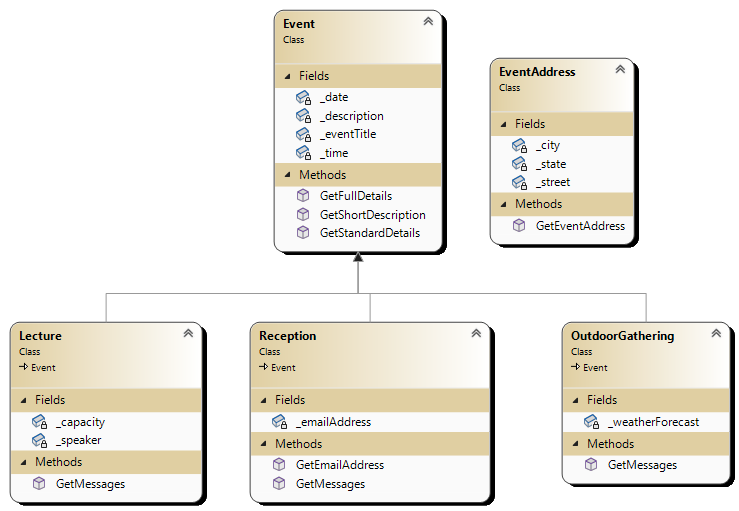 Event
Class
Fields
_date
_description
_eventTitle
_time
Methods
GetFullDetails
GetShortDescription
GetStandardDetails
EventAddress
Class
Fields
_city
_state
_street
Methods
GetEventAddress
Lecture
Class
Event
Fields
_capacity
_speaker
Methods
GetMessages
Reception
Class
Event
Fields
_emailAddress
Methods
GetEmailAddress
GetMessages
OutdoorGathering
Class
Event
Fields
_weatherForecast
Methods
GetMessages